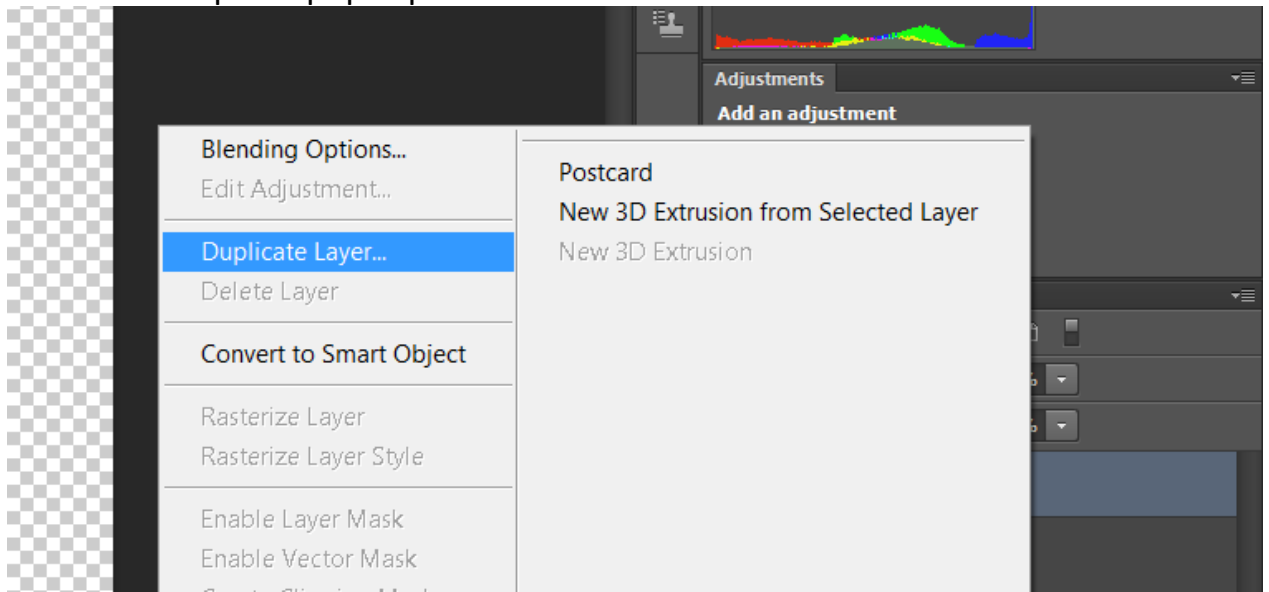 Adjustments
Add an adjustment
Blending Options...
Edit Adjustment...
Duplicate Layer...
Delete Layer
Convert to Smart Object
Rasterize Layer
Rasterize Layer Style
Enable Layer Mask
Enable Vector Mask
Postcard
New 3D Extrusion from Selected Layer
New 3D Extrusion